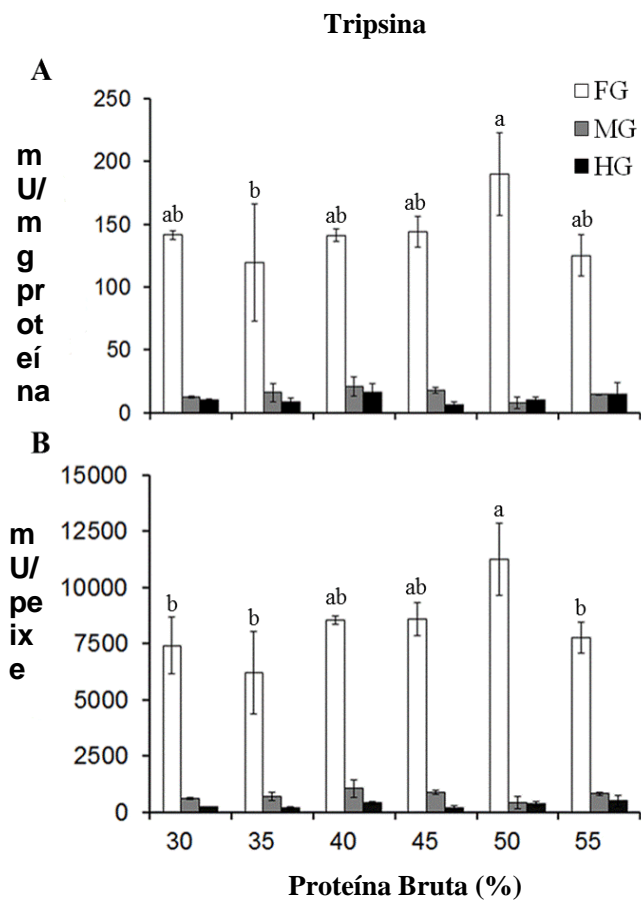 Tripsina
A
250
200
150
100
50
0
m
U/
m
g
pr
ot
eí
na
ab
b
ab
ab
a
ab
FG
MG
HG
B
15000
12500
10000
7500
5000
2500
0
m
U/
pe
ix
e
b
b
ab
ab
a
b
30 35 40 45 50 55
Proteína Bruta (%)